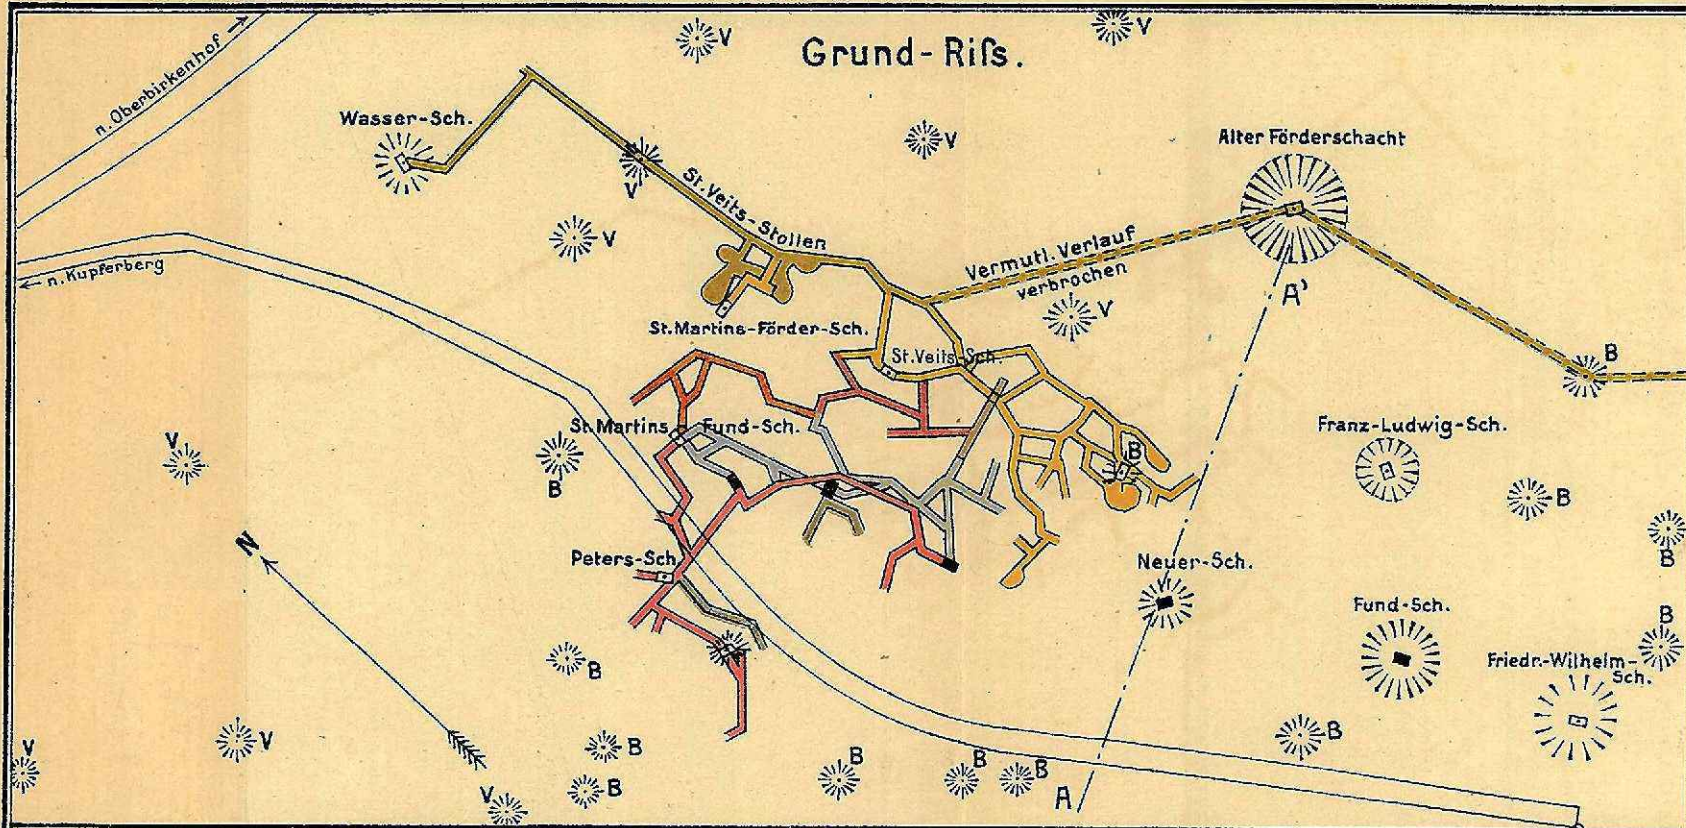 Grund-Riſs.
n. Oberbirkenhof →
V
V
Wasser-Sch.
V
Alter Förderschacht
V
St. Veits-Stollen
V
Vermutl. Verlauf
verbrochen
← n. Kupferberg
A'
V
St. Martins-Förder-Sch.
St. Veits-Sch.
B
St. Martins Fund-Sch.
Franz-Ludwig-Sch.
V
B
B
B
B
N
Peters-Sch
Neuer-Sch.
Fund-Sch.
B
B
Friedr.-Wilhelm-
Sch.
V
V
B
B
B
B
B
B
V
A